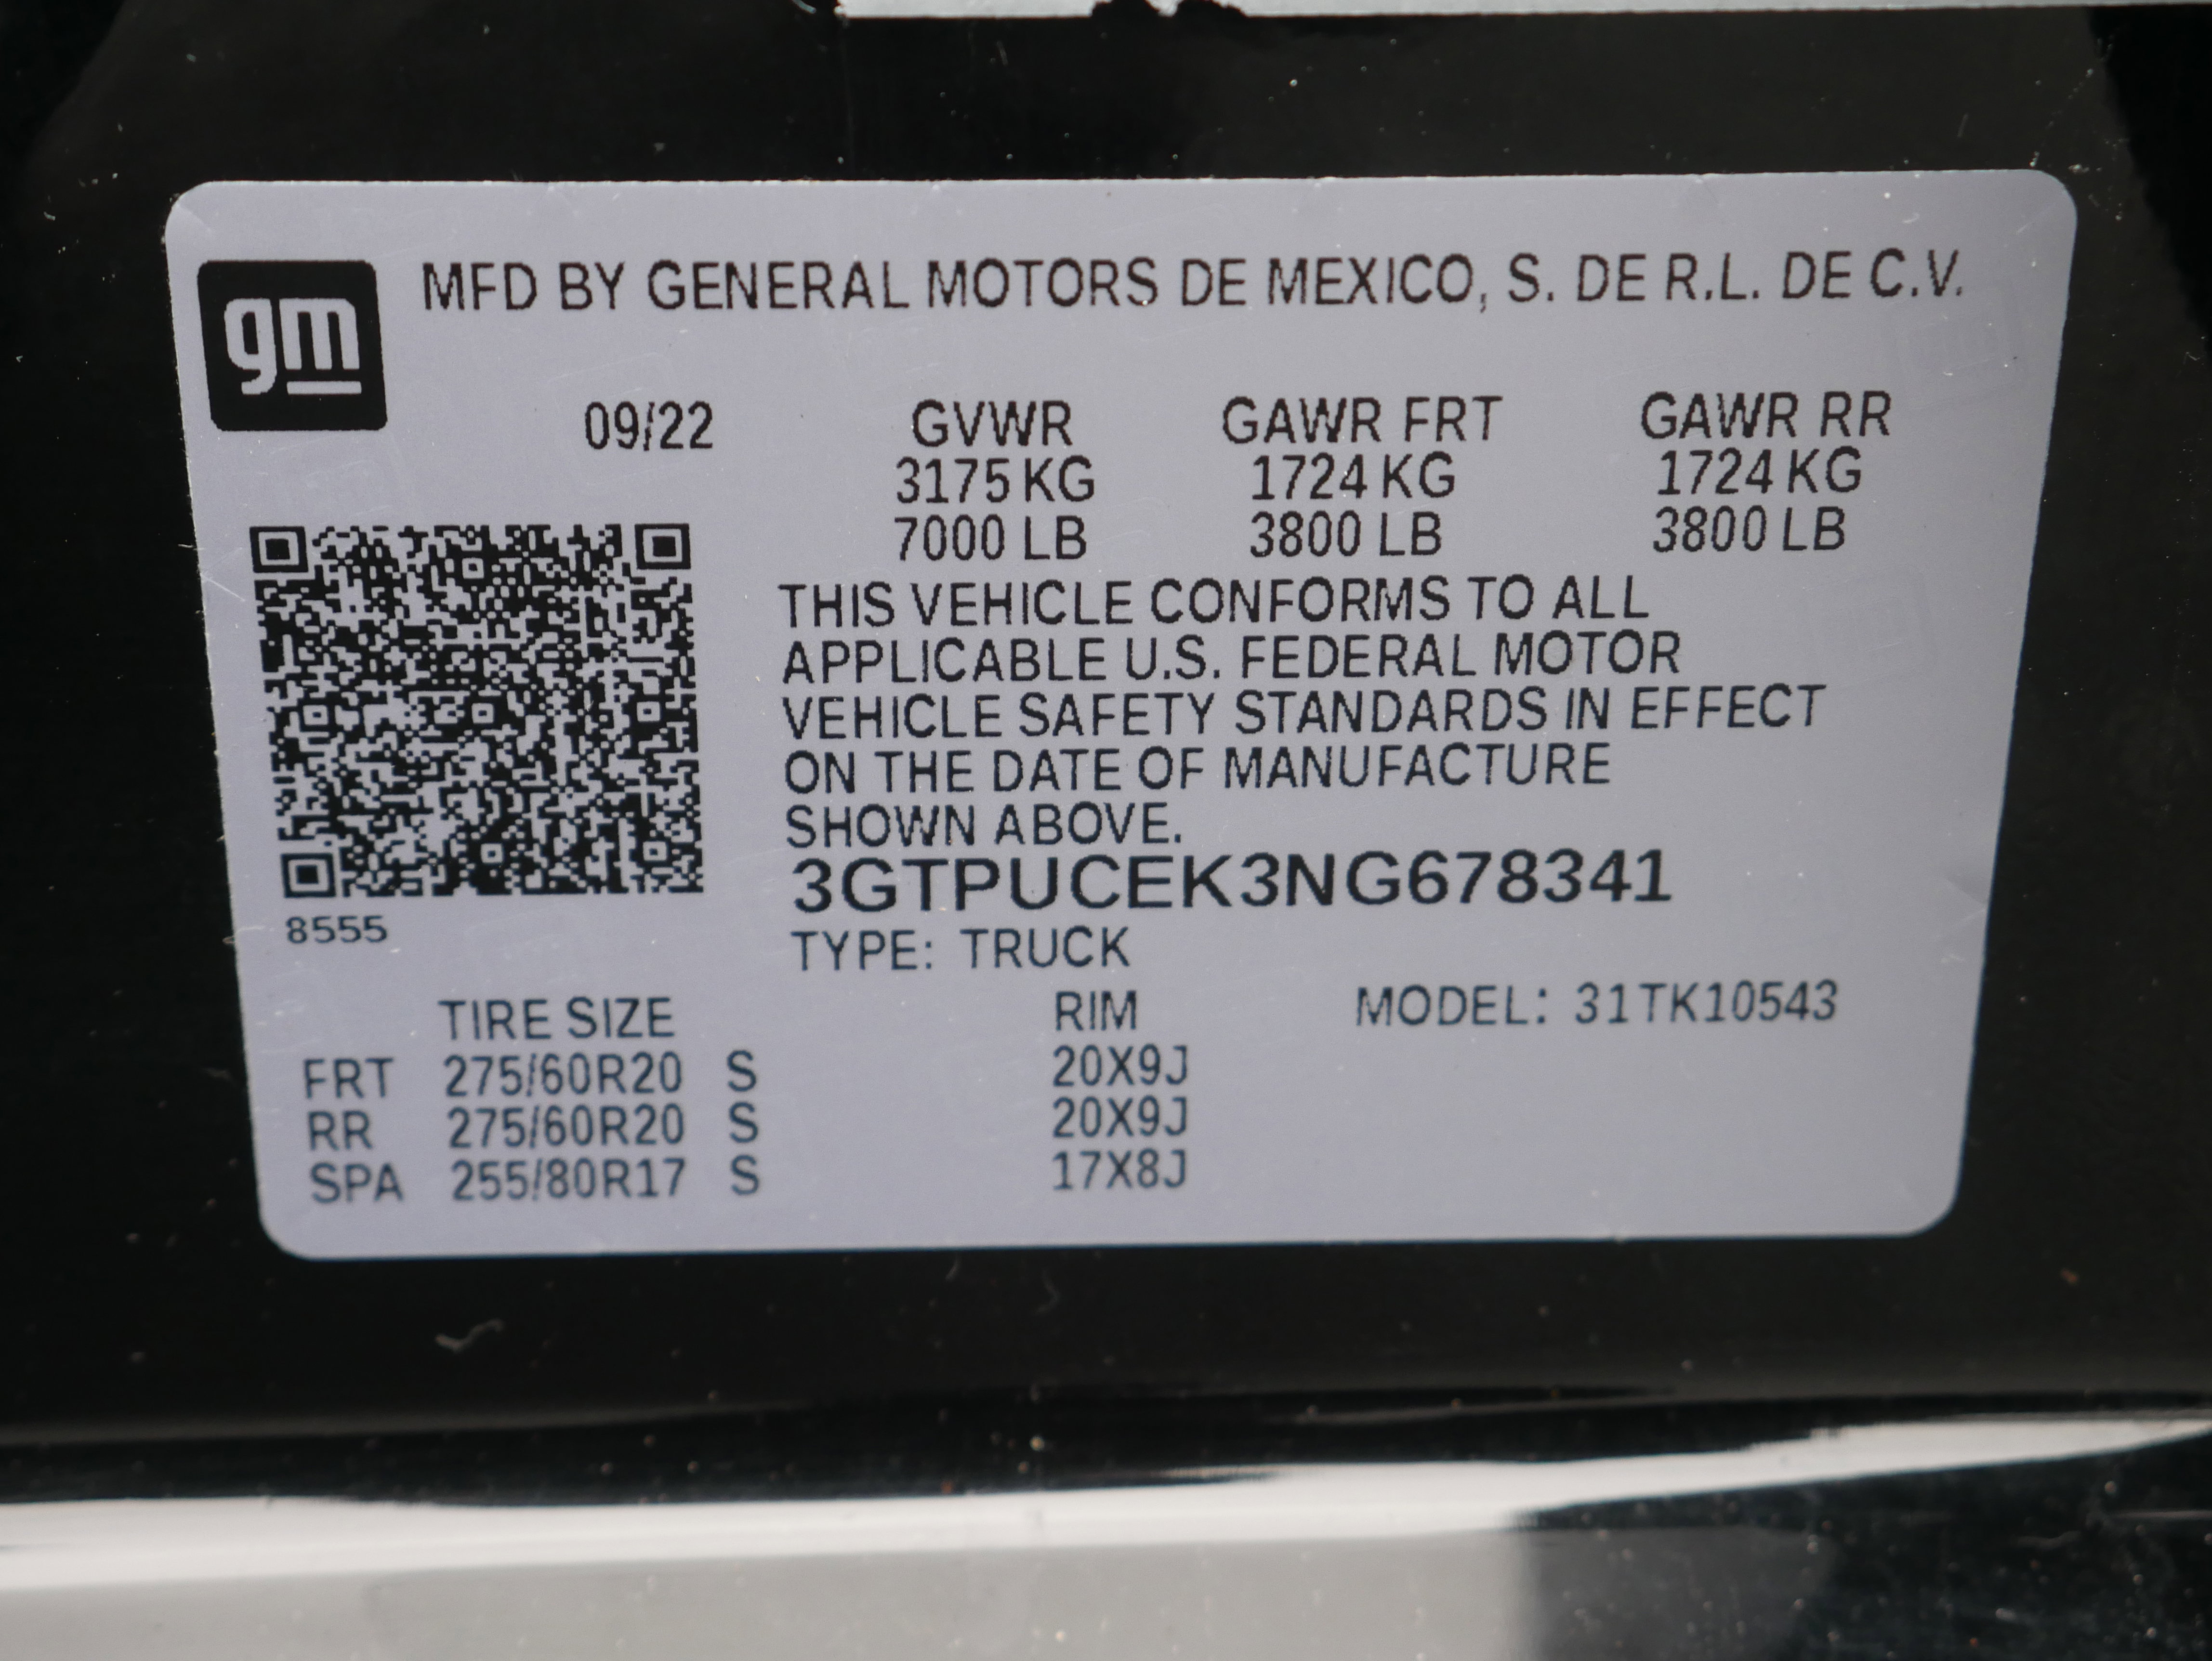 gm
MFD BY GENERAL MOTORS DE MEXICO, S. DE R.L. DE C.V.
09/22 GVWR GAWR FRT GAWR RR
3175 KG 1724 KG 1724 KG
7000 LB 3800 LB 3800 LB
THIS VEHICLE CONFORMS TO ALL
APPLICABLE U.S. FEDERAL MOTOR
VEHICLE SAFETY STANDARDS IN EFFECT
ON THE DATE OF MANUFACTURE
SHOWN ABOVE.
3GTPUCEK3NG678341
8555
TYPE: TRUCK
TIRE SIZE RIM MODEL: 31TK10543
FRT 275/60R20 S 20X9J
RR 275/60R20 S 20X9J
SPA 255/80R17 S 17X8J